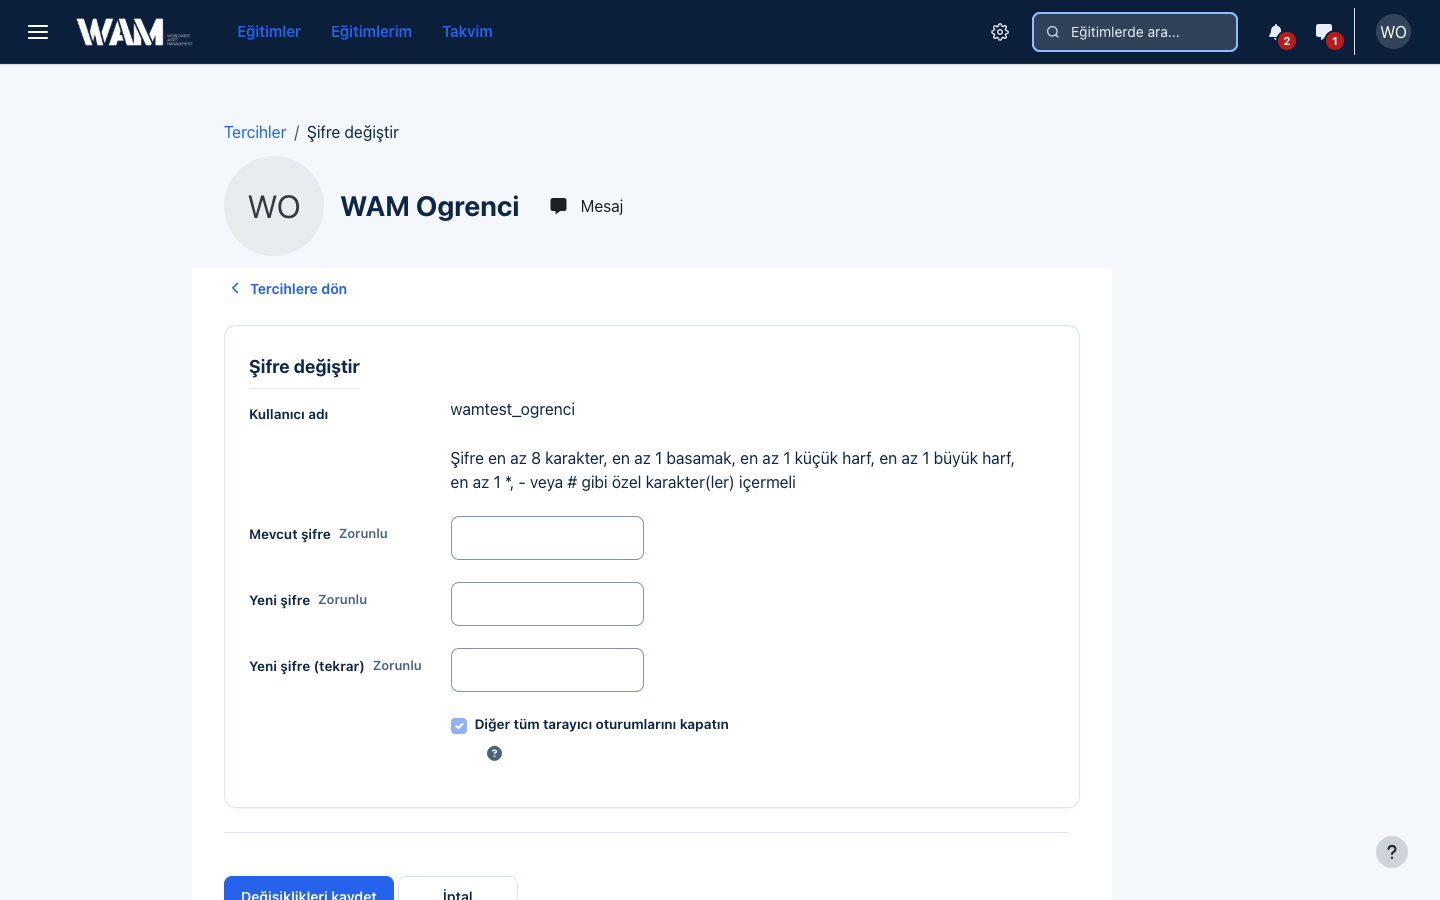 WAM WORLDWIDE ASSET MANAGEMENT
Eğitimler Eğitimlerim Takvim
Eğitimlerde ara...
2
1
WO
Tercihler / Şifre değiştir
WO
WAM Ogrenci
Mesaj
Tercihlere dön
Şifre değiştir
Kullanıcı adı
wamtest_ogrenci
Şifre en az 8 karakter, en az 1 basamak, en az 1 küçük harf, en az 1 büyük harf,
en az 1 *, - veya # gibi özel karakter(ler) içermeli
Mevcut şifre Zorunlu
Yeni şifre Zorunlu
Yeni şifre (tekrar) Zorunlu
Diğer tüm tarayıcı oturumlarını kapatın
?
?
Değişiklikleri kaydet
İptal